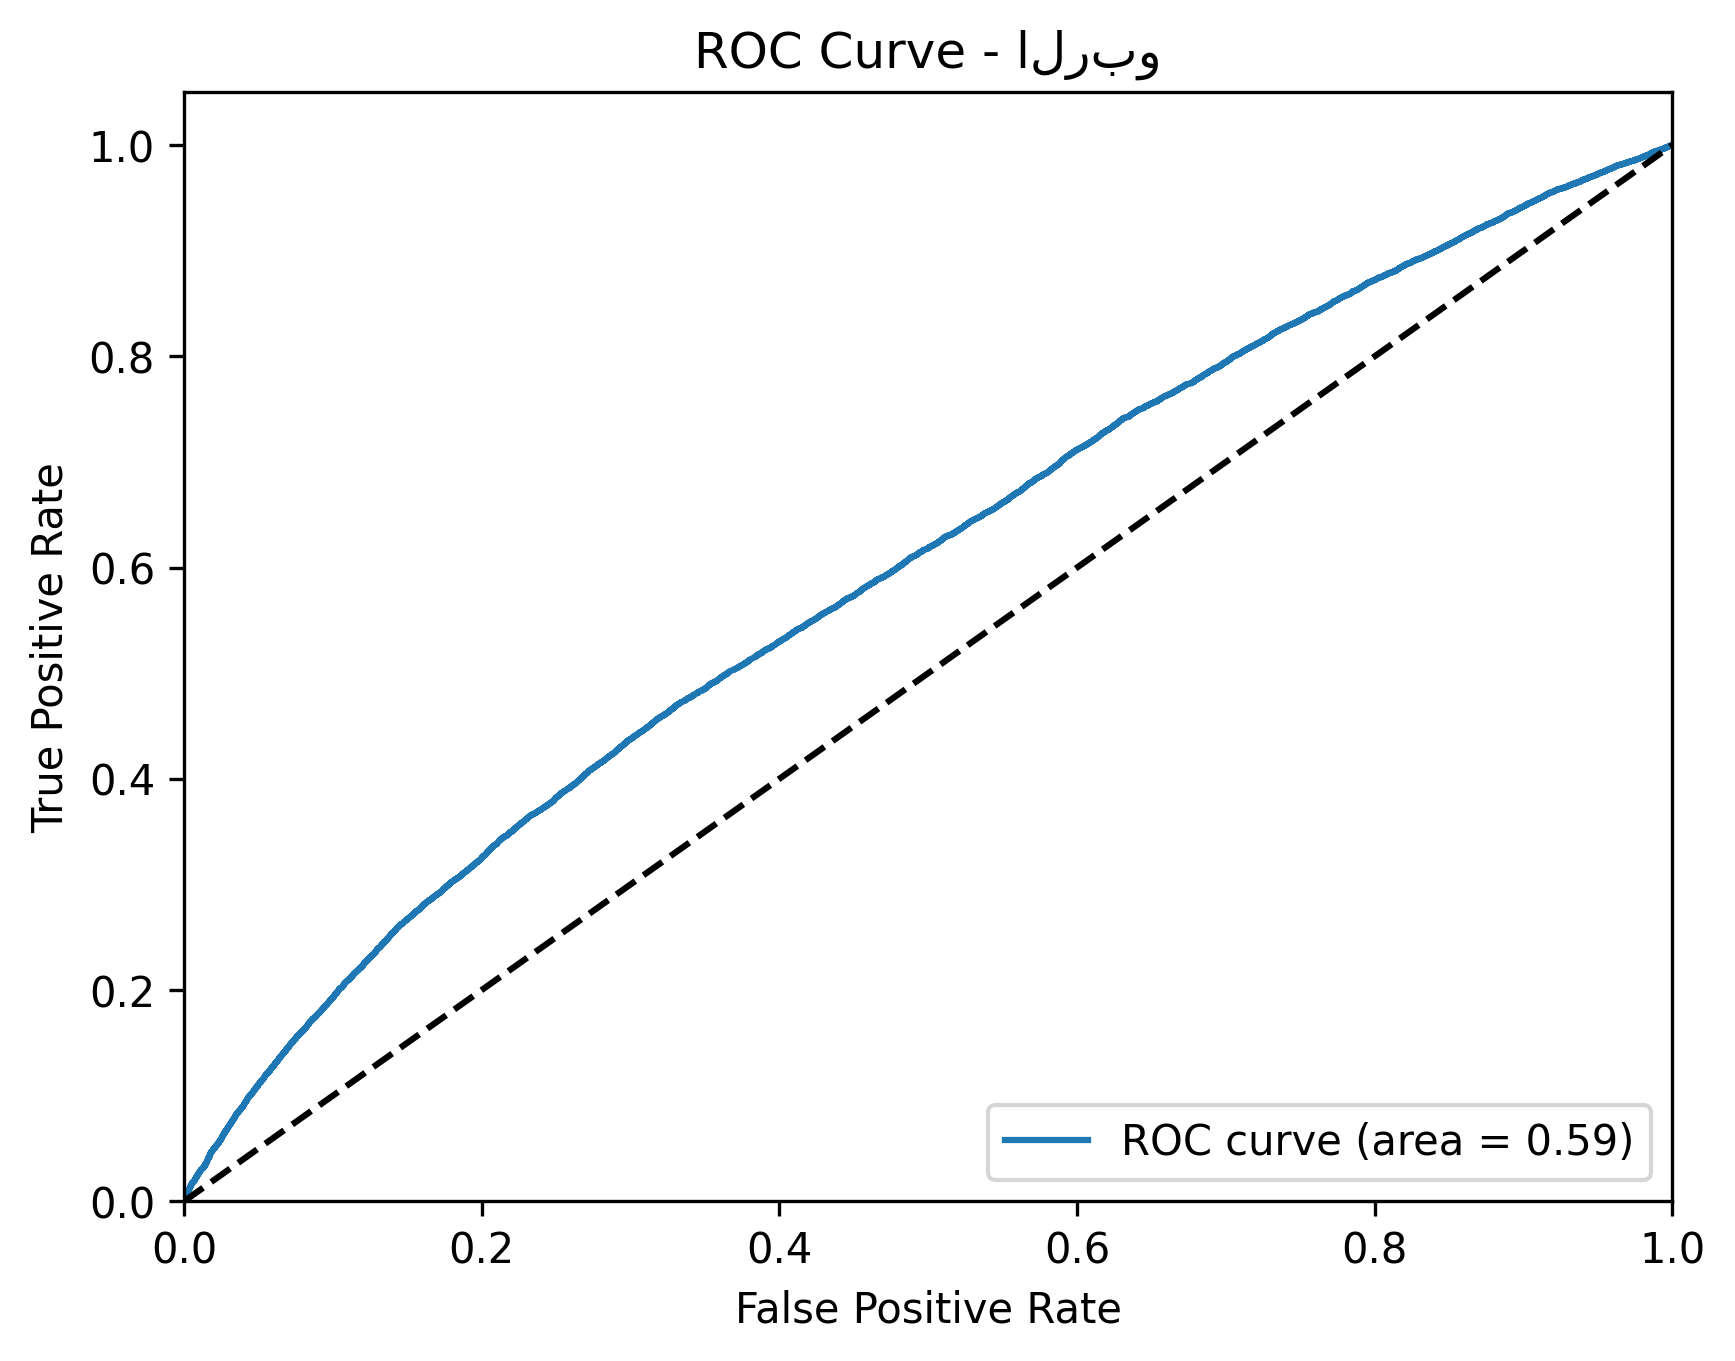 ROC Curve - الربو
True Positive Rate
1.0
0.8
0.6
0.4
0.2
0.0
ROC curve (area = 0.59)
0.0 0.2 0.4 0.6 0.8 1.0
False Positive Rate